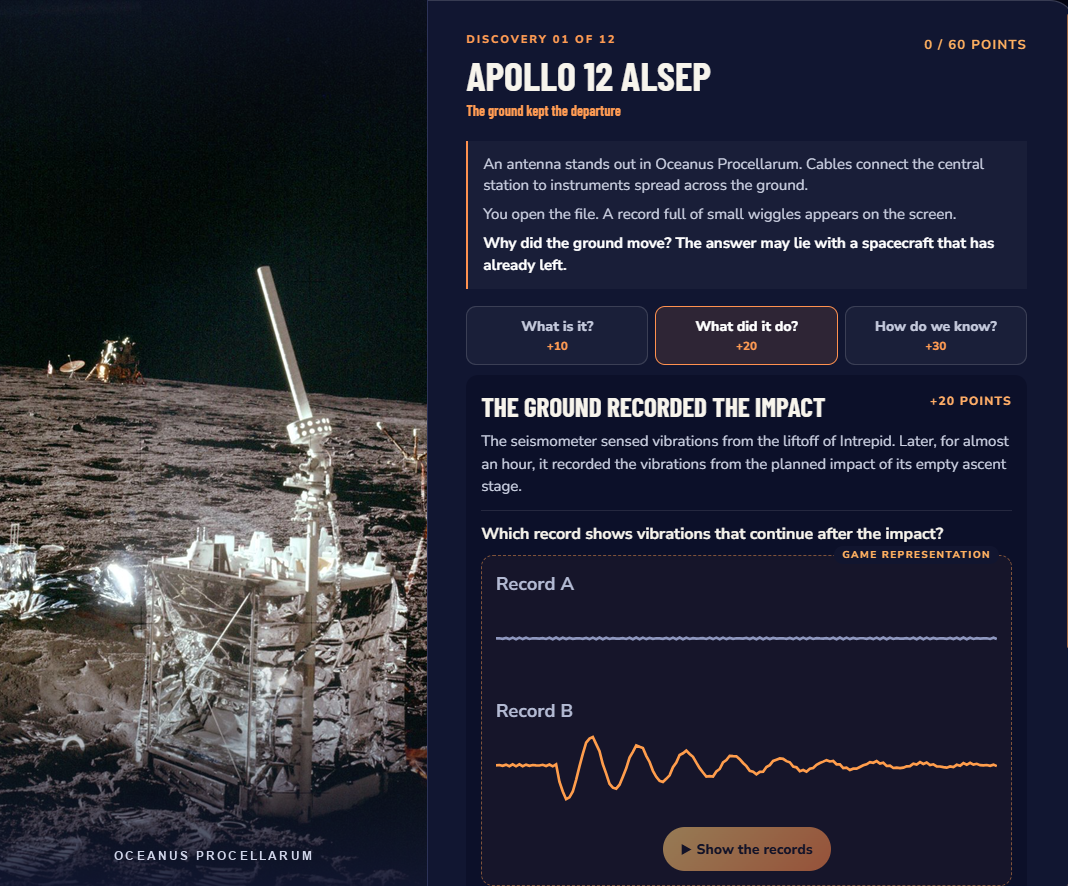 DISCOVERY 01 OF 12
0 / 60 POINTS
APOLLO 12 ALSEP
The ground kept the departure
An antenna stands out in Oceanus Procellarum. Cables connect the central
station to instruments spread across the ground.
You open the file. A record full of small wiggles appears on the screen.
Why did the ground move? The answer may lie with a spacecraft that has
already left.
What is it?
+10
What did it do?
+20
How do we know?
+30
THE GROUND RECORDED THE IMPACT
+20 POINTS
The seismometer sensed vibrations from the liftoff of Intrepid. Later, for almost
an hour, it recorded the vibrations from the planned impact of its empty ascent
stage.
Which record shows vibrations that continue after the impact?
GAME REPRESENTATION
Record A
Record B
▶ Show the records
OCEANUS PROCELLARUM